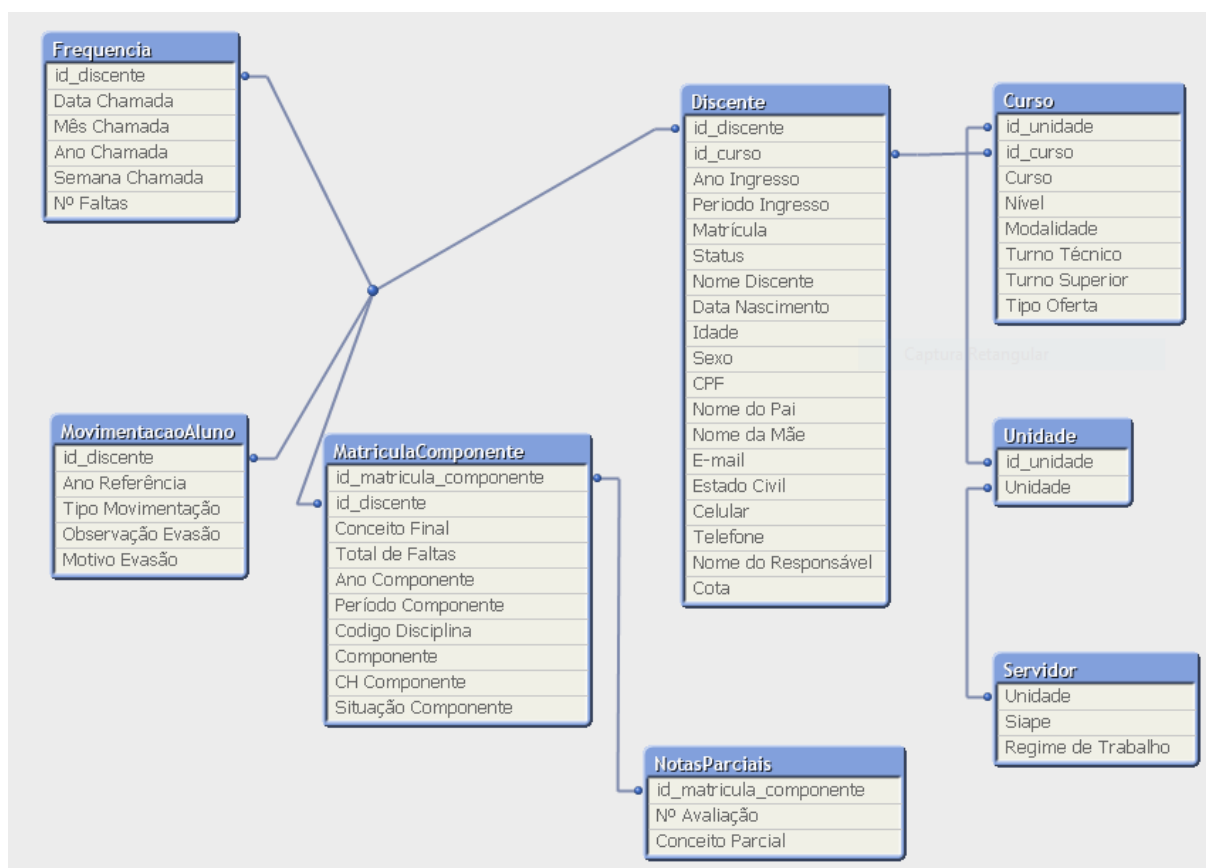 Frequencia
id_discente
Data Chamada
Mês Chamada
Ano Chamada
Semana Chamada
Nº Faltas
Discente
id_discente
id_curso
Ano Ingresso
Periodo Ingresso
Matrícula
Status
Nome Discente
Data Nascimento
Idade
Sexo
CPF
Nome do Pai
Nome da Mãe
E-mail
Estado Civil
Celular
Telefone
Nome do Responsável
Cota
Curso
id_unidade
id_curso
Curso
Nível
Modalidade
Turno Técnico
Turno Superior
Tipo Oferta
Captura Retangular
MovimentacaoAluno
id_discente
Ano Referência
Tipo Movimentação
Observação Evasão
Motivo Evasão
MatriculaComponente
id_matricula_componente
id_discente
Conceito Final
Total de Faltas
Ano Componente
Período Componente
Codigo Disciplina
Componente
CH Componente
Situação Componente
Unidade
id_unidade
Unidade
Servidor
Unidade
Siape
Regime de Trabalho
NotasParciais
id_matricula_componente
Nº Avaliação
Conceito Parcial